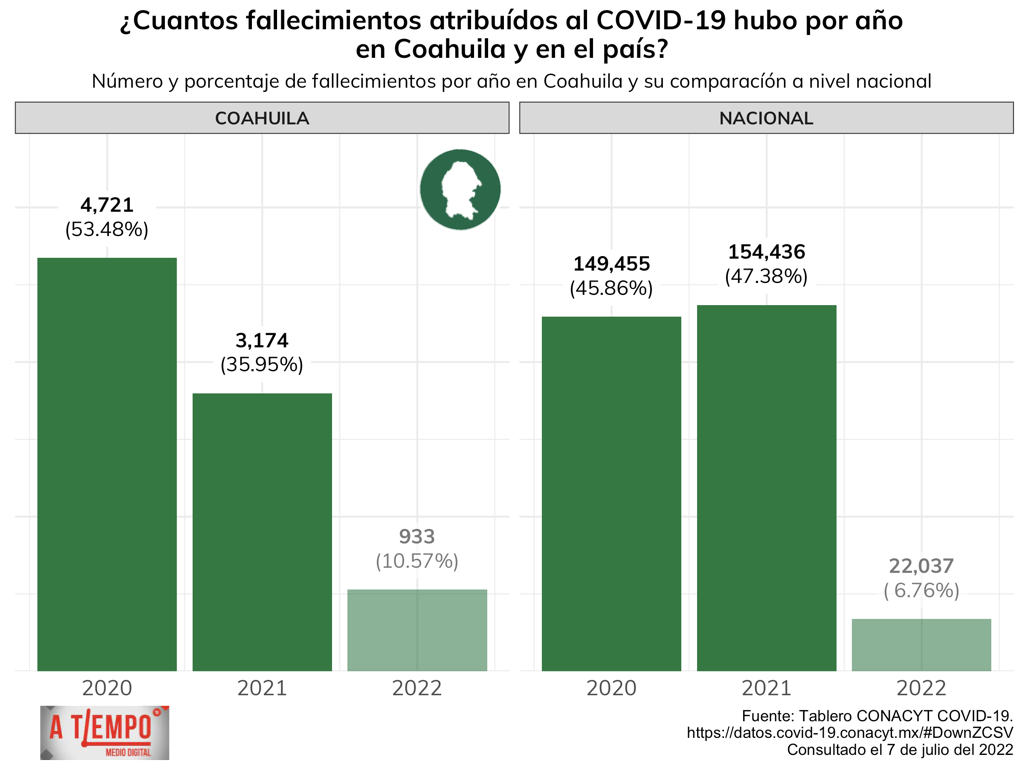 ¿Cuantos fallecimientos atribuídos al COVID-19 hubo por año
en Coahuila y en el país?
Número y porcentaje de fallecimientos por año en Coahuila y su comparacíón a nivel nacional
COAHUILA
4,721
(53.48%)
3,174
(35.95%)
933
(10.57%)
2020
2021
2022
NACIONAL
149,455
(45.86%)
154,436
(47.38%)
22,037
( 6.76%)
2020
2021
2022
A TIEMPO
MEDIO DIGITAL
Fuente: Tablero CONACYT COVID-19.
https://datos.covid-19.conacyt.mx/#DownZCSV
Consultado el 7 de julio del 2022